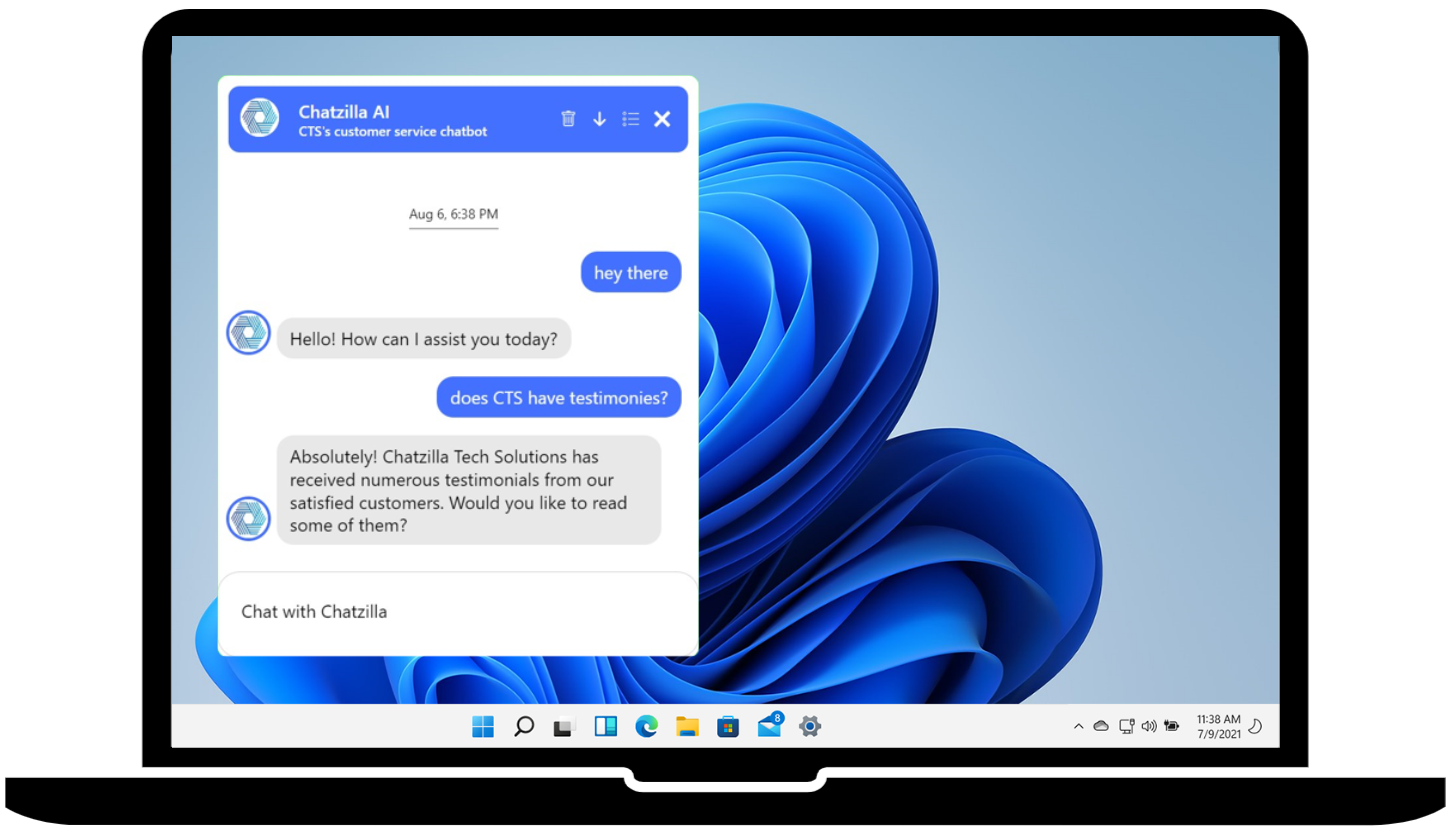 Chatzilla AI
CTS's customer service chatbot
Aug 6, 6:38 PM
hey there
Hello! How can I assist you today?
does CTS have testimonies?
Absolutely! Chatzilla Tech Solutions has
received numerous testimonials from our
satisfied customers. Would you like to read
some of them?
Chat with Chatzilla
8
11:38 AM
7/9/2021